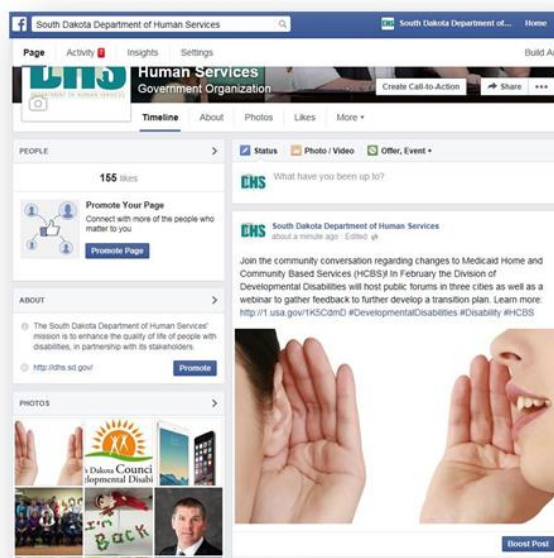 South Dakota Department of Human Services
South Dakota Department of... Home
Page Activity Insights Settings Build A
DHS
Human Services
Government Organization
Create Call-to-Action Share
Timeline About Photos Likes More
PEOPLE
155 likes
Promote Your Page
Connect with more of the people who
matter to you
Promote Page
ABOUT
The South Dakota Department of Human Services'
mission is to enhance the quality of life of people with
disabilities, in partnership with its stakeholders.
http://dhs.sd.gov/ Promote
PHOTOS
Dakota Counci
lopmental Disabi
I'm
Back
Status Photo / Video Offer, Event
DHS What have you been up to?
DHS South Dakota Department of Human Services
about a minute ago · Edited
Join the community conversation regarding changes to Medicaid Home and
Community Based Services (HCBS)! In February the Division of
Developmental Disabilities will host public forums in three cities as well as a
webinar to gather feedback to further develop a transition plan. Learn more:
http://1.usa.gov/1K5CdmD #DevelopmentalDisabilities #Disability #HCBS
Boost Post